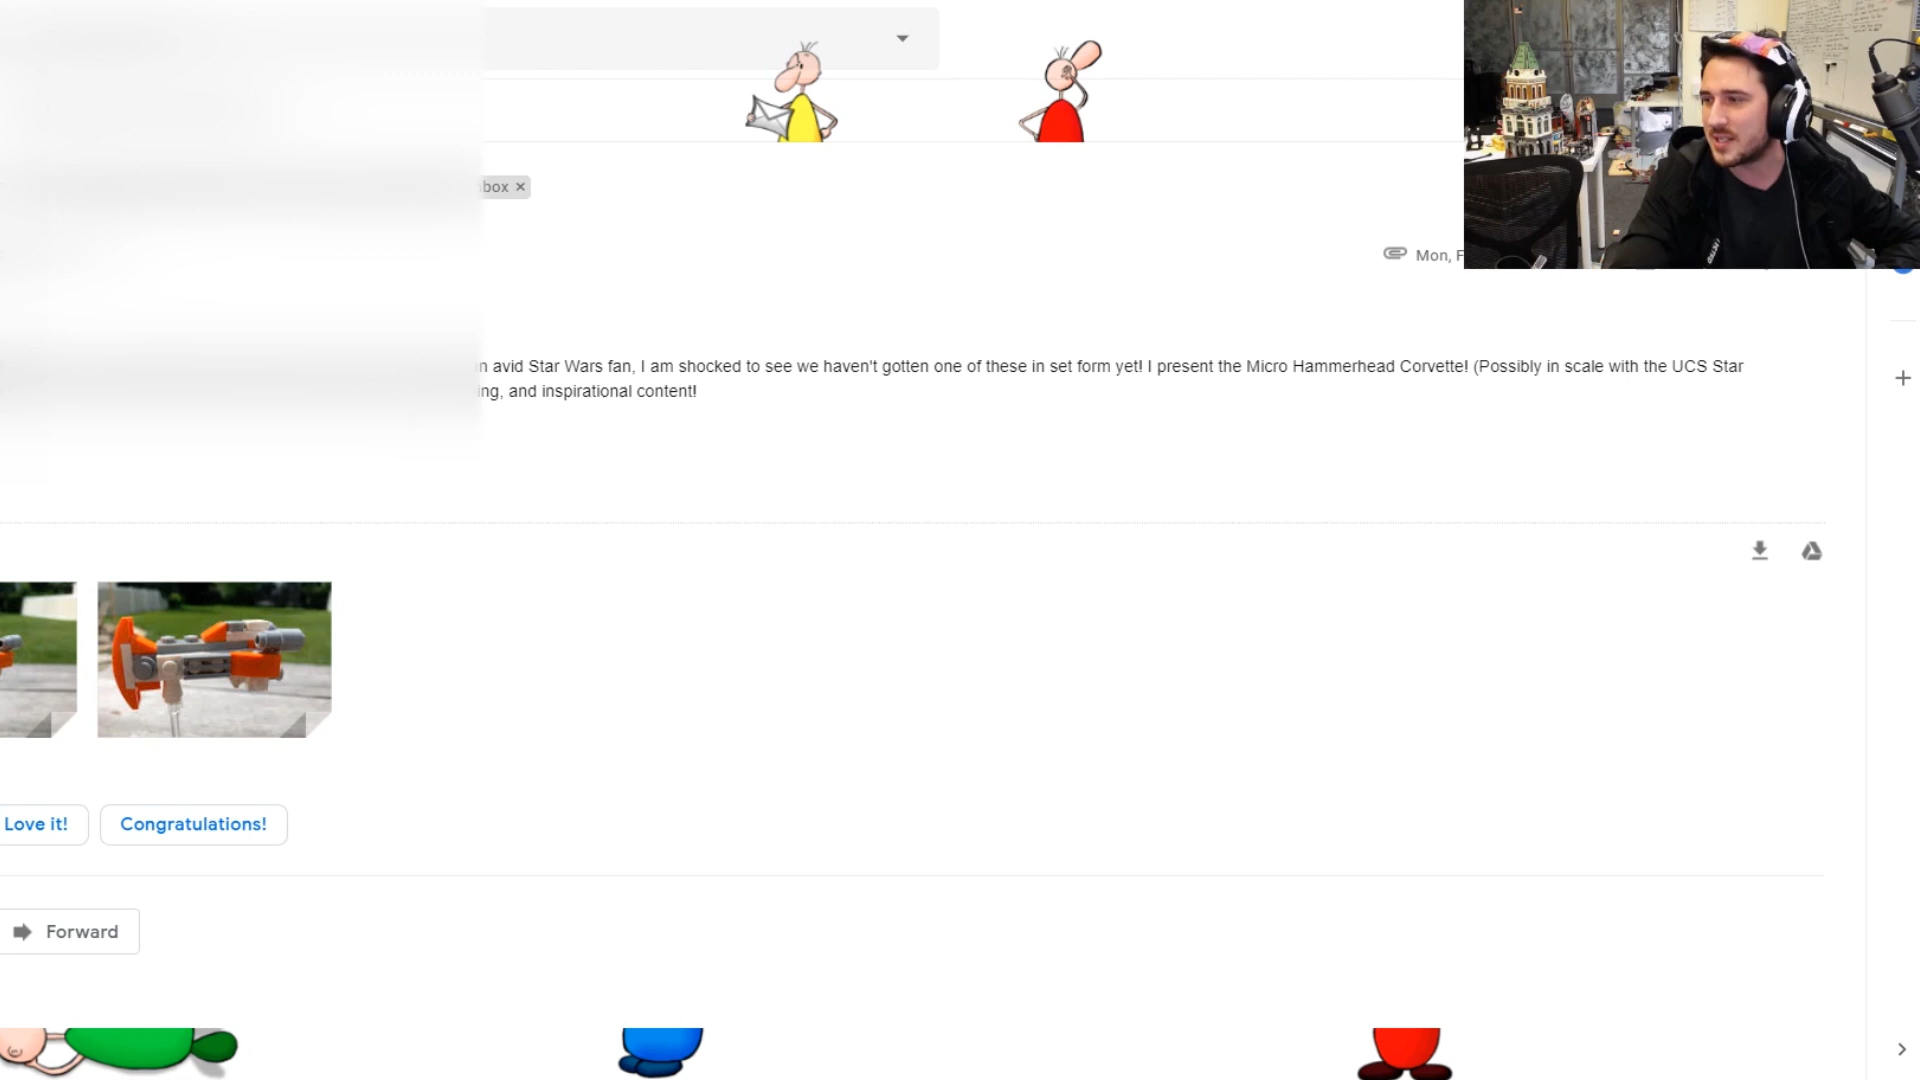 box ×
Mon, F
n avid Star Wars fan, I am shocked to see we haven't gotten one of these in set form yet! I present the Micro Hammerhead Corvette! (Possibly in scale with the UCS Star
ing, and inspirational content!
Love it!
Congratulations!
Forward